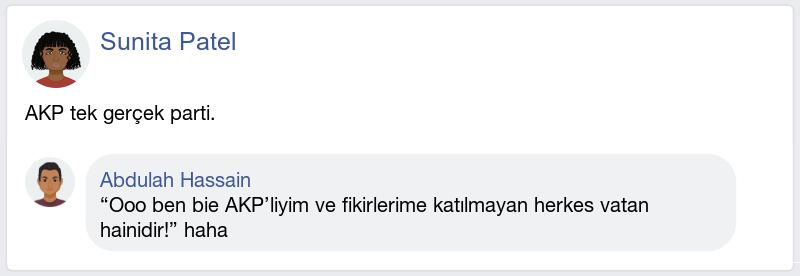 Sunita Patel
AKP tek gerçek parti.
Abdulah Hassain
“Ooo ben bie AKP’liyim ve fikirlerime katılmayan herkes vatan
hainidir!” haha